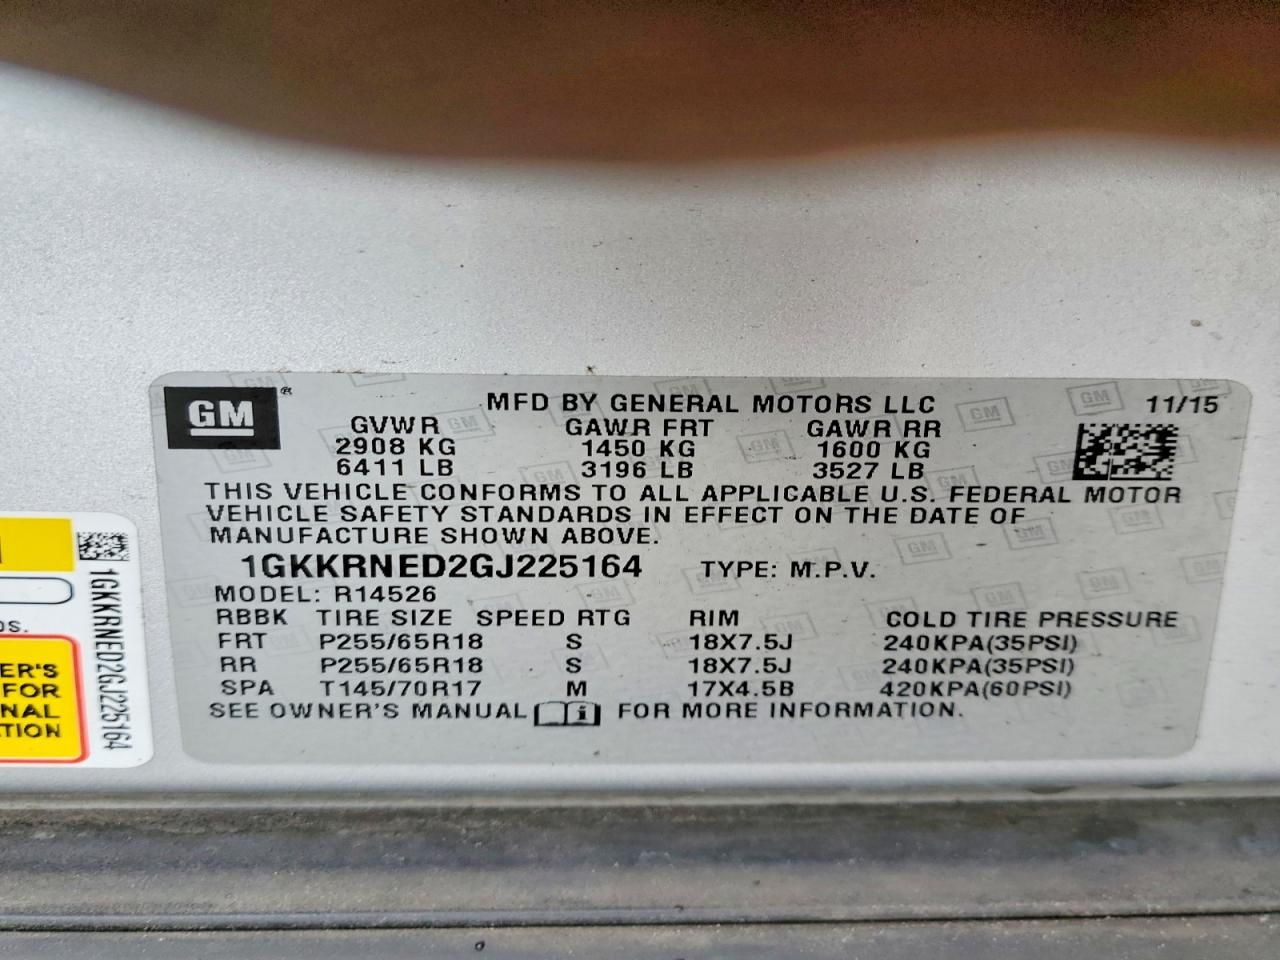 GM ®
MFD BY GENERAL MOTORS LLC 11/15
GVWR GAWR FRT GAWR RR
2908 KG 1450 KG 1600 KG
6411 LB 3196 LB 3527 LB
THIS VEHICLE CONFORMS TO ALL APPLICABLE U.S. FEDERAL MOTOR
VEHICLE SAFETY STANDARDS IN EFFECT ON THE DATE OF
MANUFACTURE SHOWN ABOVE.
1GKKRNED2GJ225164 TYPE: M.P.V.
MODEL: R14526
RBBK TIRE SIZE SPEED RTG RIM COLD TIRE PRESSURE
FRT P255/65R18 S 18X7.5J 240KPA(35PSI)
RR P255/65R18 S 18X7.5J 240KPA(35PSI)
SPA T145/70R17 M 17X4.5B 420KPA(60PSI)
SEE OWNER'S MANUAL FOR MORE INFORMATION.
1GKKRNED2GJ225164
ER'S
FOR
NAL
TION